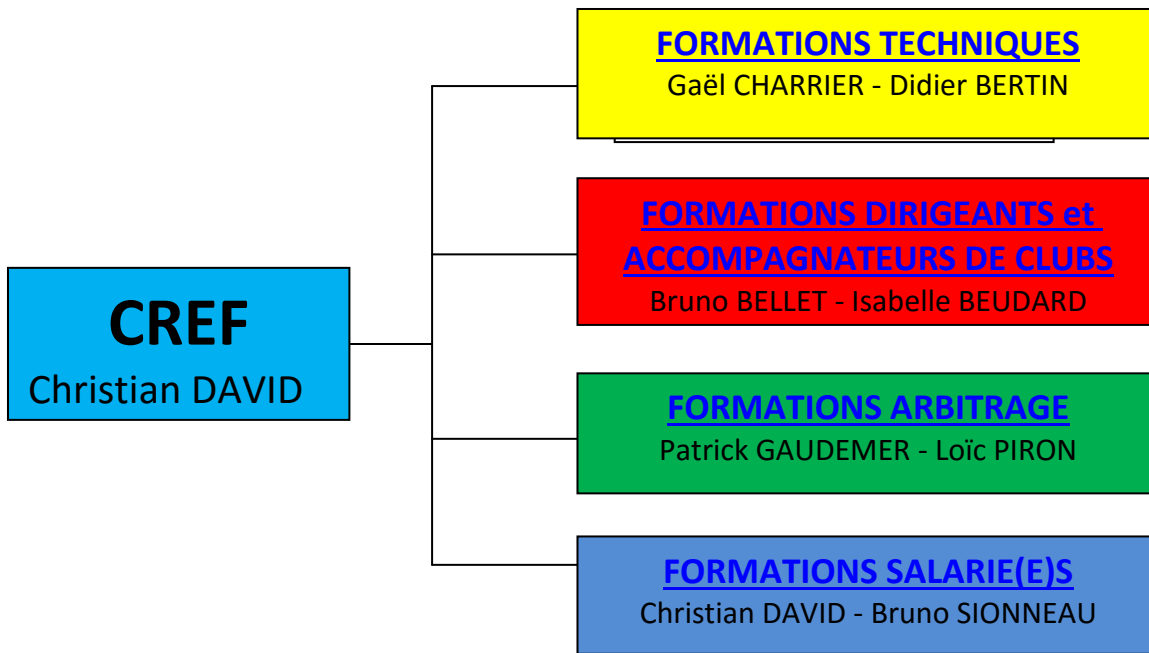 CREF
Christian DAVID
FORMATIONS TECHNIQUES
Gaël CHARRIER - Didier BERTIN
FORMATIONS DIRIGEANTS et
ACCOMPAGNATEURS DE CLUBS
Bruno BELLET - Isabelle BEUDARD
FORMATIONS ARBITRAGE
Patrick GAUDEMER - Loïc PIRON
FORMATIONS SALARIE(E)S
Christian DAVID - Bruno SIONNEAU